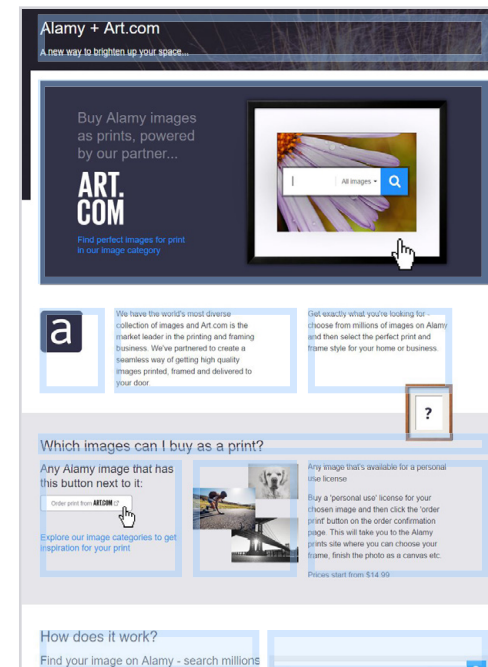 Alamy + Art.com
A new way to brighten up your space...
Buy Alamy images
as prints, powered
by our partner...
ART.
COM
Find perfect images for print
in our image category
All images
a
We have the world's most diverse
collection of images and Art.com is the
market leader in the printing and framing
business. We've partnered to create a
seamless way of getting high quality
images printed, framed and delivered to
your door.
Get exactly what you're looking for -
choose from millions of images on Alamy
and then select the perfect print and
frame style for your home or business.
?
Which images can I buy as a print?
Any Alamy image that has
this button next to it:
Order print from ART.COM
Explore our image categories to get
inspiration for your print
Any image that's available for a personal
use license
Buy a 'personal use' license for your
chosen image and then click the 'order
print' button on the order confirmation
page. This will take you to the Alamy
prints site where you can choose your
frame, finish the photo as a canvas etc.
Prices start from $14.99
How does it work?
Find your image on Alamy - search millions